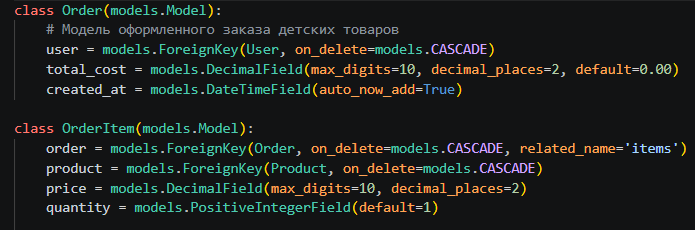 class Order(models.Model):
    # Модель оформленного заказа детских товаров
    user = models.ForeignKey(User, on_delete=models.CASCADE)
    total_cost = models.DecimalField(max_digits=10, decimal_places=2, default=0.00)
    created_at = models.DateTimeField(auto_now_add=True)

class OrderItem(models.Model):
    order = models.ForeignKey(Order, on_delete=models.CASCADE, related_name='items')
    product = models.ForeignKey(Product, on_delete=models.CASCADE)
    price = models.DecimalField(max_digits=10, decimal_places=2)
    quantity = models.PositiveIntegerField(default=1)